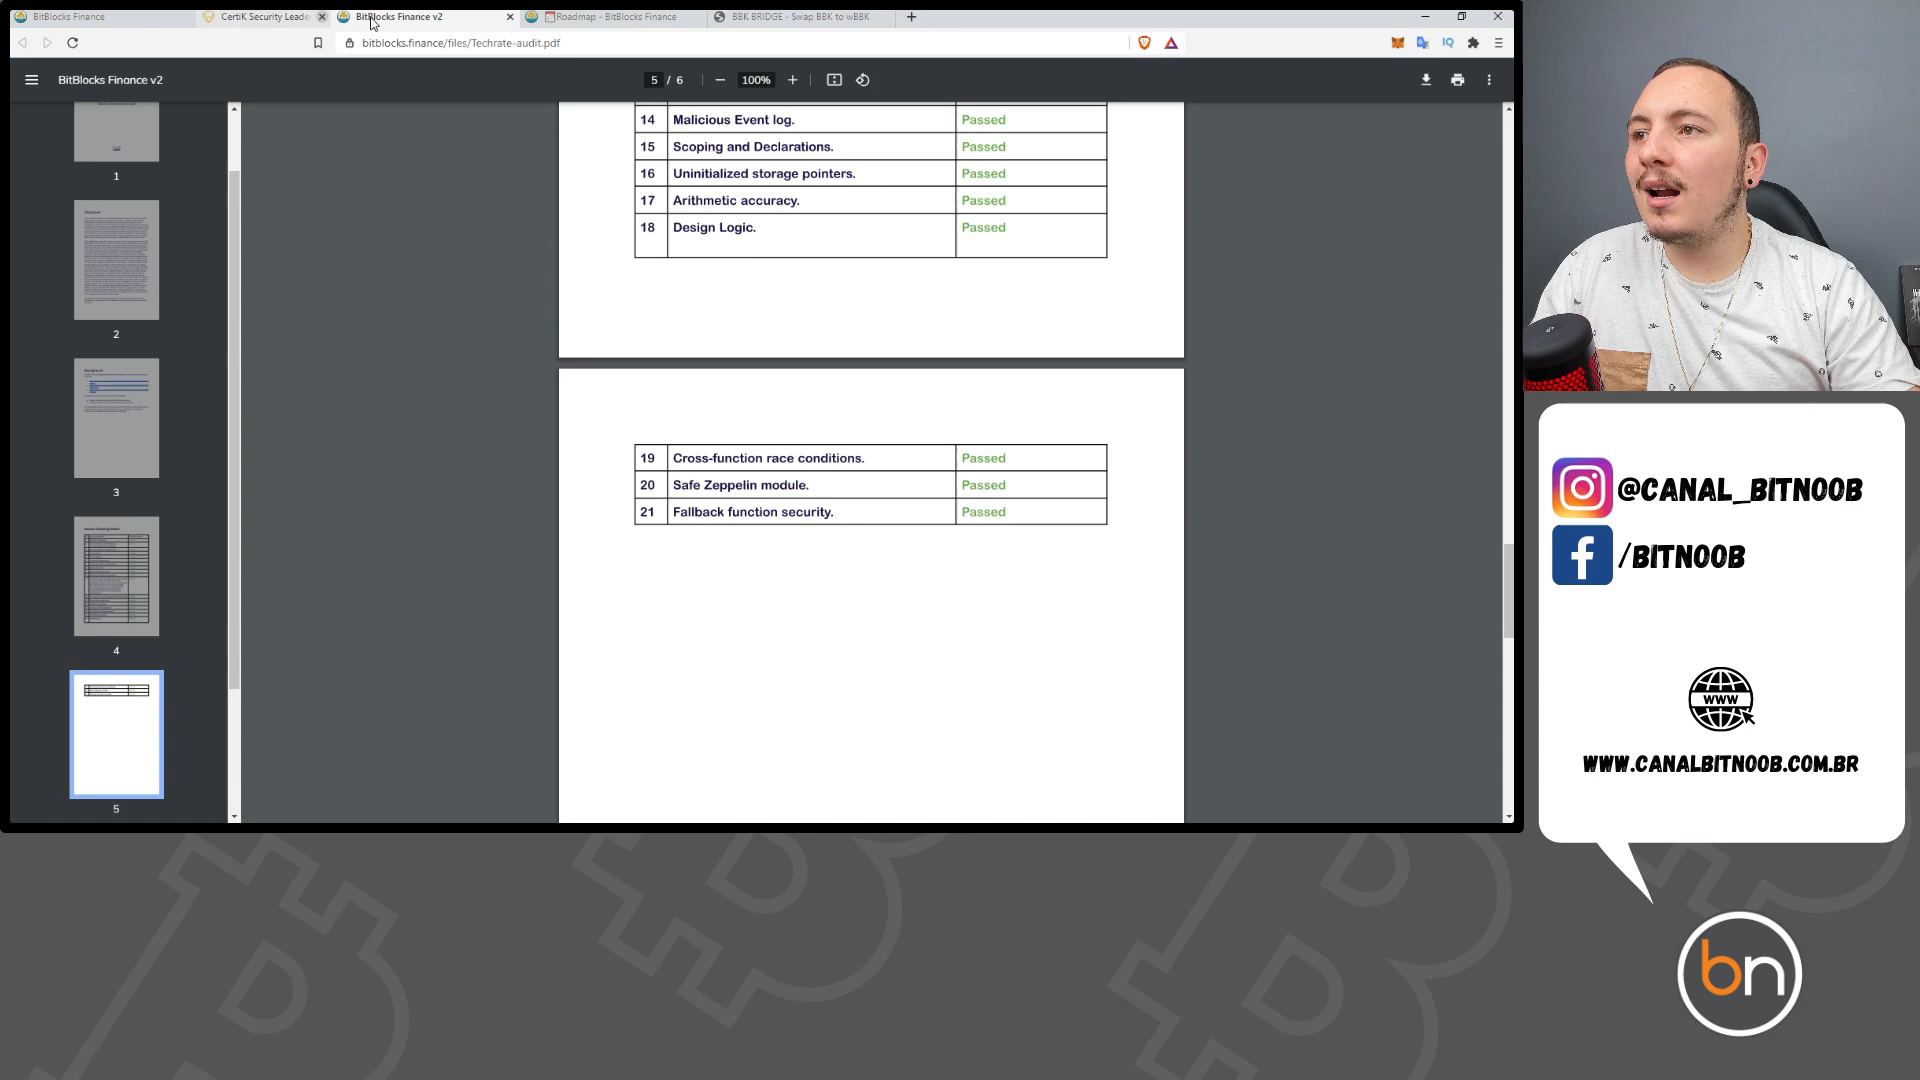 BitBlocks Finance
CertiK Security Leade
BitBlocks Finance v2
Roadmap - BitBlocks Finance
BBK BRIDGE - Swap BBK to wBBK
bitblocks.finance/files/Techrate-audit.pdf
IQ
BitBlocks Finance v2
5 / 6
100%
14 Malicious Event log. Passed
15 Scoping and Declarations. Passed
16 Uninitialized storage pointers. Passed
17 Arithmetic accuracy. Passed
18 Design Logic. Passed
19 Cross-function race conditions. Passed
20 Safe Zeppelin module. Passed
21 Fallback function security. Passed
1
2
3
4
5
@CANAL_BITNOOB
/BITNOOB
WWW
WWW.CANALBITNOOB.COM.BR
bn